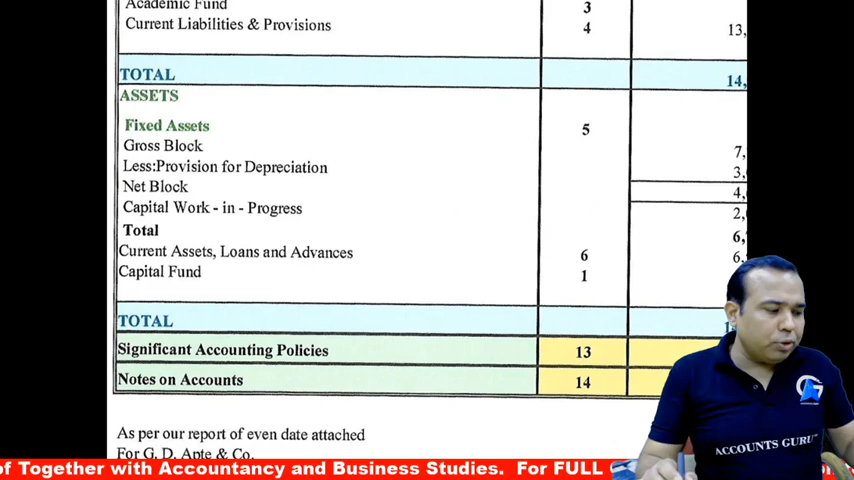 Academic Fund 3
Current Liabilities & Provisions 4 13,
TOTAL 14,
ASSETS
Fixed Assets 5
Gross Block 7,
Less:Provision for Depreciation 3,
Net Block 4,
Capital Work - in - Progress 2,
Total 6,
Current Assets, Loans and Advances 6 6,
Capital Fund 1
TOTAL 1
Significant Accounting Policies 13
Notes on Accounts 14
As per our report of even date attached
For G. D. Apte & Co.
ACCOUNTS GURU
of Together with Accountancy and Business Studies. For FULL